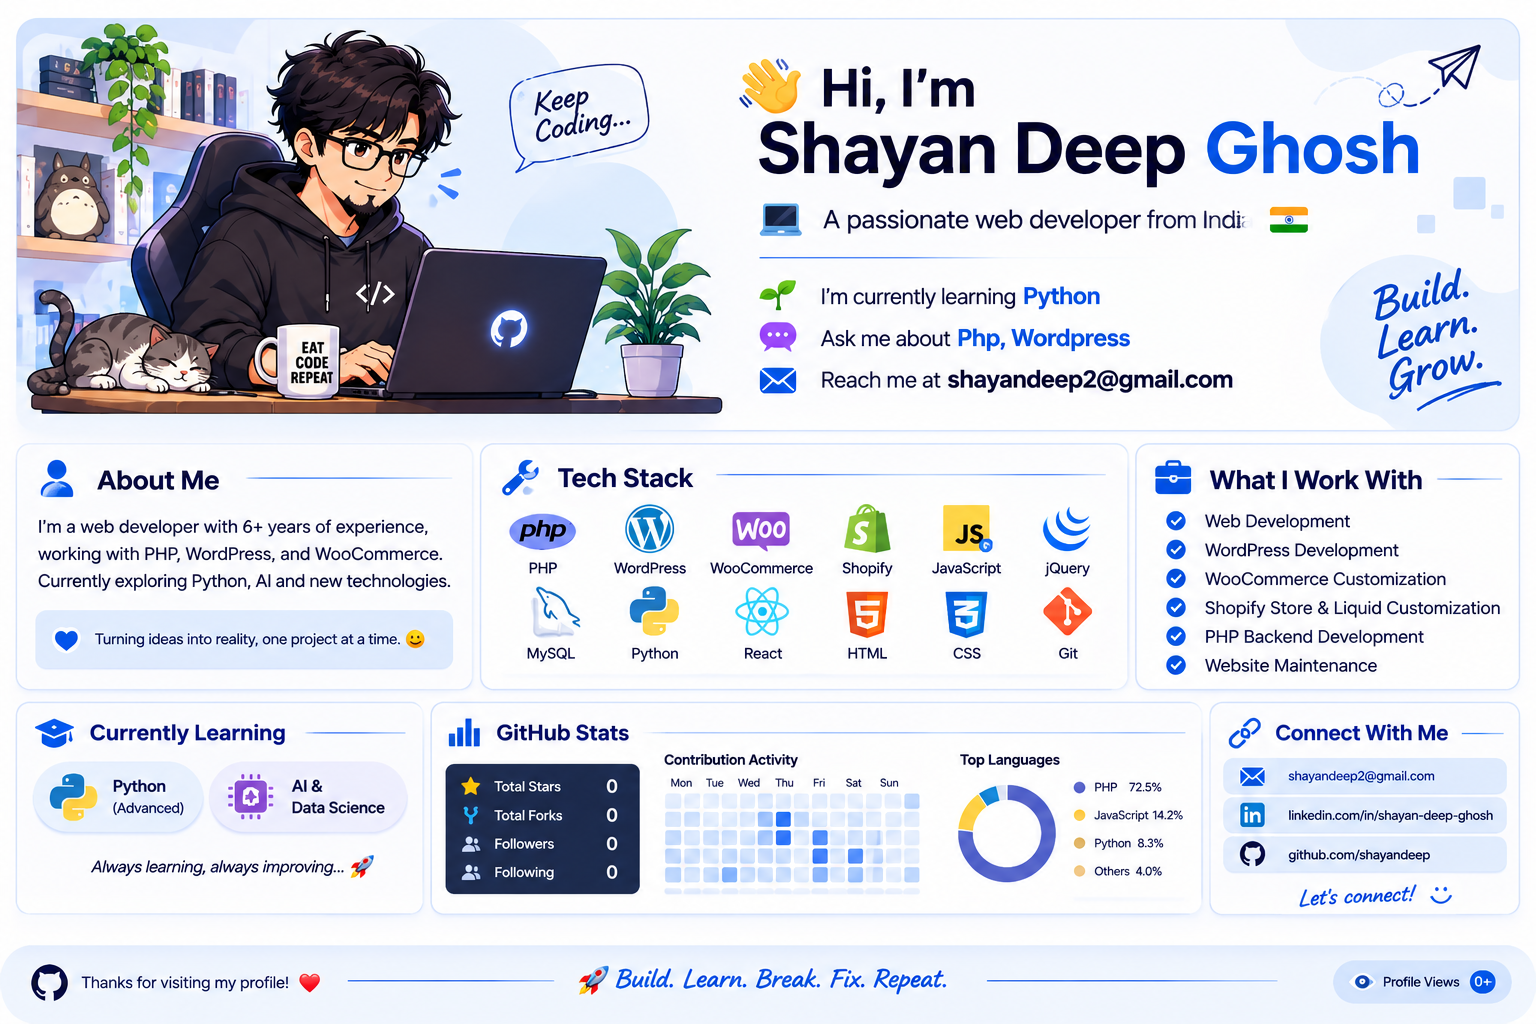 Keep
Coding...
Hi, I'm
Shayan Deep Ghosh
A passionate web developer from India
I'm currently learning Python
Ask me about Php, Wordpress
Reach me at shayandeep2@gmail.com
</>
EAT
CODE
REPEAT
Build.
Learn.
Grow.
About Me
I'm a web developer with 6+ years of experience,
working with PHP, WordPress, and WooCommerce.
Currently exploring Python, AI and new technologies.
Turning ideas into reality, one project at a time.
Tech Stack
php
PHP
WordPress
Woo
WooCommerce
Shopify
JS
JavaScript
jQuery
MySQL
Python
React
5
HTML
3
CSS
Git
What I Work With
Web Development
WordPress Development
WooCommerce Customization
Shopify Store & Liquid Customization
PHP Backend Development
Website Maintenance
Currently Learning
Python
(Advanced)
AI &
Data Science
Always learning, always improving...
GitHub Stats
Total Stars 0
Total Forks 0
Followers 0
Following 0
Contribution Activity
Mon Tue Wed Thu Fri Sat Sun
Top Languages
PHP 72.5%
JavaScript 14.2%
Python 8.3%
Others 4.0%
Connect With Me
shayandeep2@gmail.com
in linkedin.com/in/shayan-deep-ghosh
github.com/shayandeep
Let's connect!
Thanks for visiting my profile!
Build. Learn. Break. Fix. Repeat.
Profile Views 0+